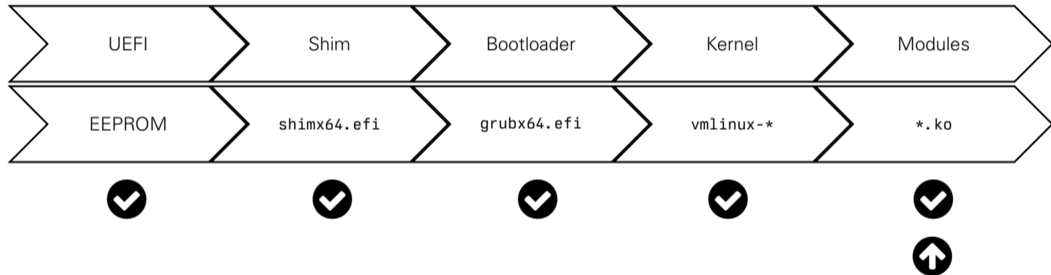 UEFI Shim Bootloader Kernel Modules
EEPROM shimx64.efi grubx64.efi vmlinux-* *.ko